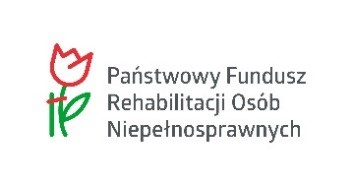 Państwowy Fundusz
Rehabilitacji Osób
Niepełnosprawnych